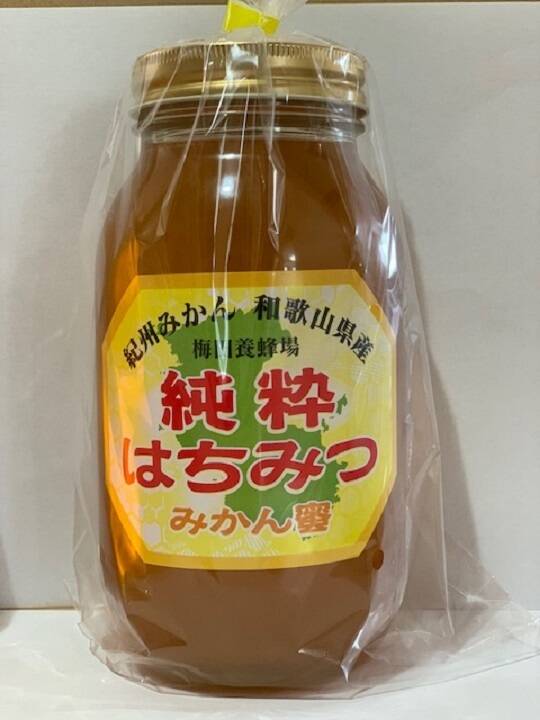 紀州みかん 和歌山県産
梅田養蜂場
純粋
はちみつ
みかん蜜